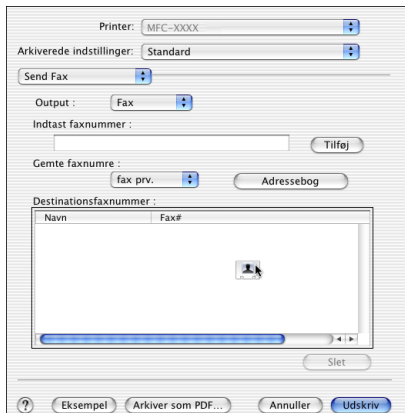 Printer: MFC-XXXX
Arkiverede indstillinger: Standard
Send Fax
Output : Fax
Indtast faxnummer :
Tilføj
Gemte faxnumre :
fax prv. Adressebog
Destinationsfaxnummer :
Navn Fax#
Slet
? Eksempel Arkiver som PDF... Annuller Udskriv